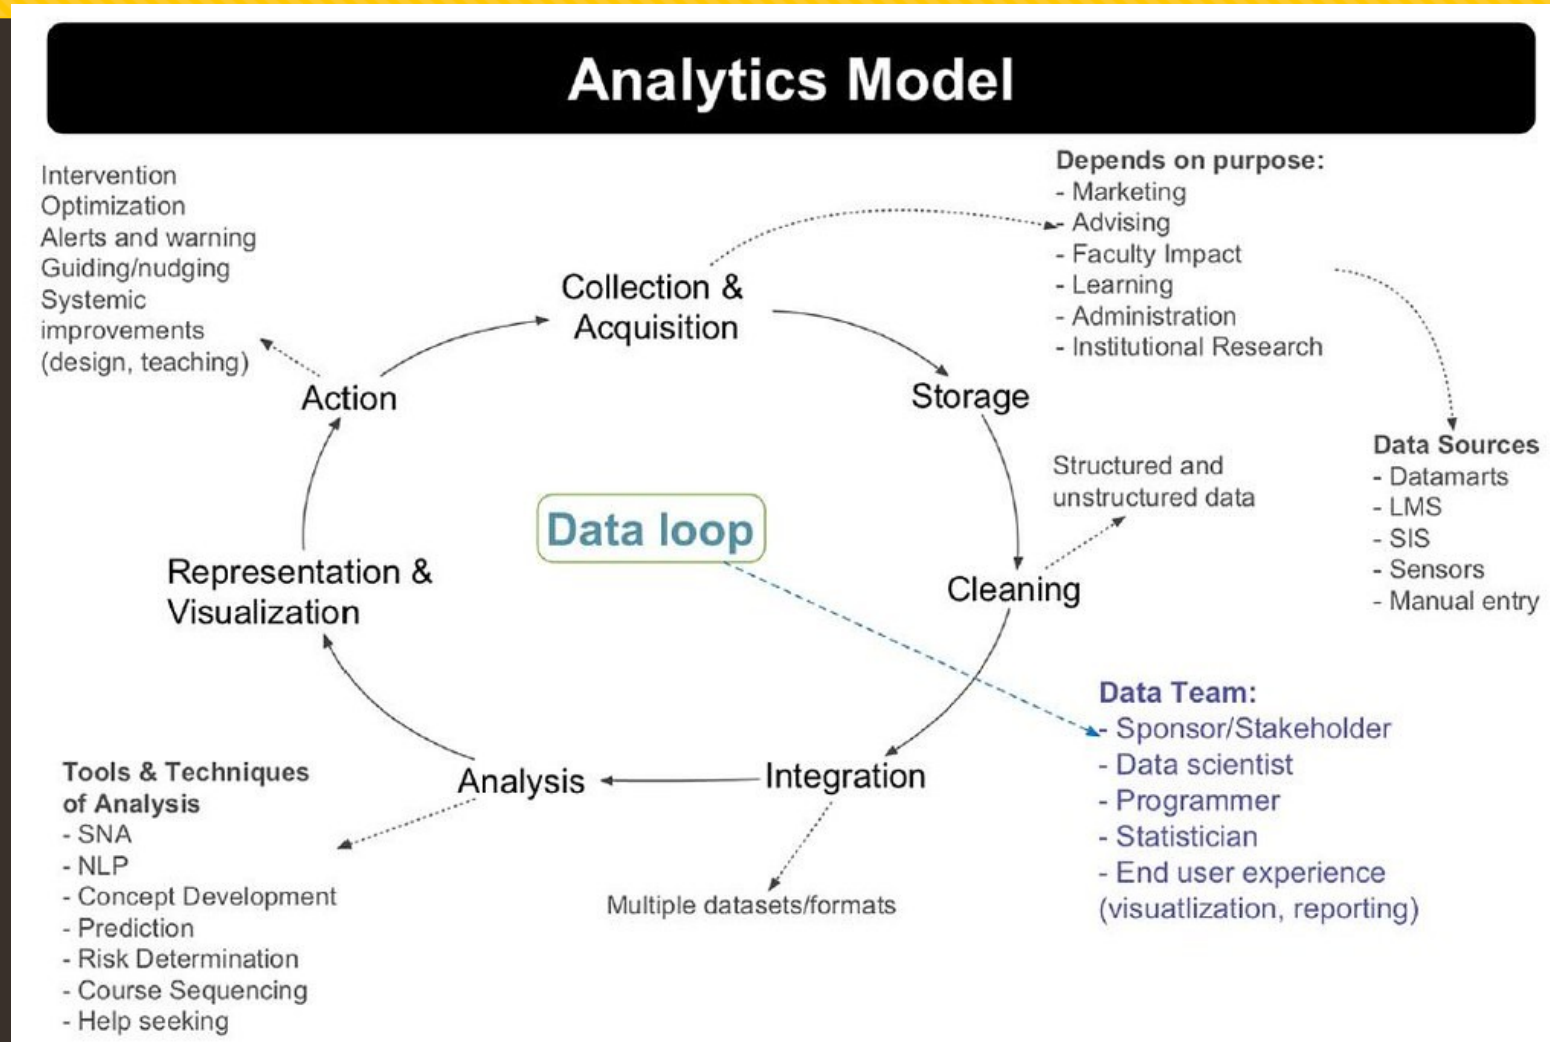 Analytics Model
Intervention
Optimization
Alerts and warning
Guiding/nudging
Systemic
improvements
(design, teaching)
Depends on purpose:
- Marketing
- Advising
- Faculty Impact
- Learning
- Administration
- Institutional Research
Collection &
Acquisition
Action
Storage
Data Sources
- Datamarts
- LMS
- SIS
- Sensors
- Manual entry
Structured and
unstructured data
Data loop
Representation &
Visualization
Cleaning
Data Team:
- Sponsor/Stakeholder
- Data scientist
- Programmer
- Statistician
- End user experience
(visuatlization, reporting)
Integration
Analysis
Tools & Techniques
of Analysis
- SNA
- NLP
- Concept Development
- Prediction
- Risk Determination
- Course Sequencing
- Help seeking
Multiple datasets/formats